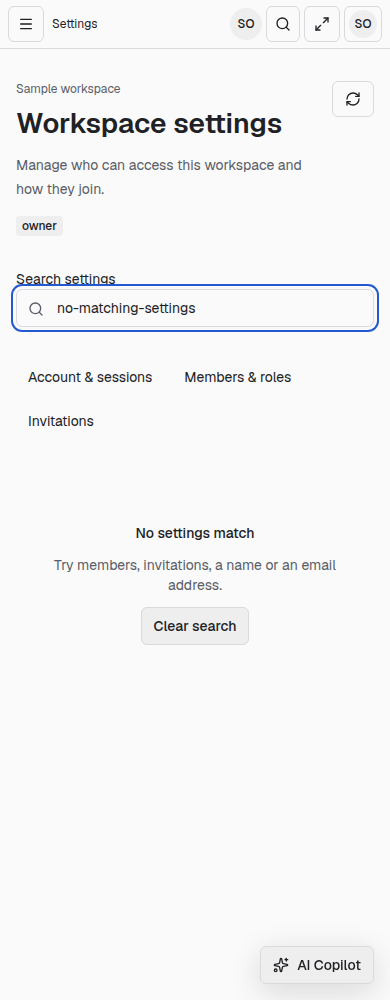 Settings
SO
SO
Sample workspace
Workspace settings
Manage who can access this workspace and
how they join.
owner
Search settings
no-matching-settings
Account & sessions
Members & roles
Invitations
No settings match
Try members, invitations, a name or an email
address.
Clear search
AI Copilot